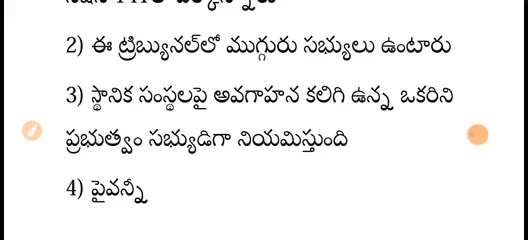 2) ఈ ట్రిబ్యునల్‌లో ముగ్గురు సభ్యులు ఉంటారు
3) స్థానిక సంస్థలపై అవగాహన కలిగి ఉన్న ఒకరిని
ప్రభుత్వం సభ్యుడిగా నియమిస్తుంది
4) పైవన్నీ